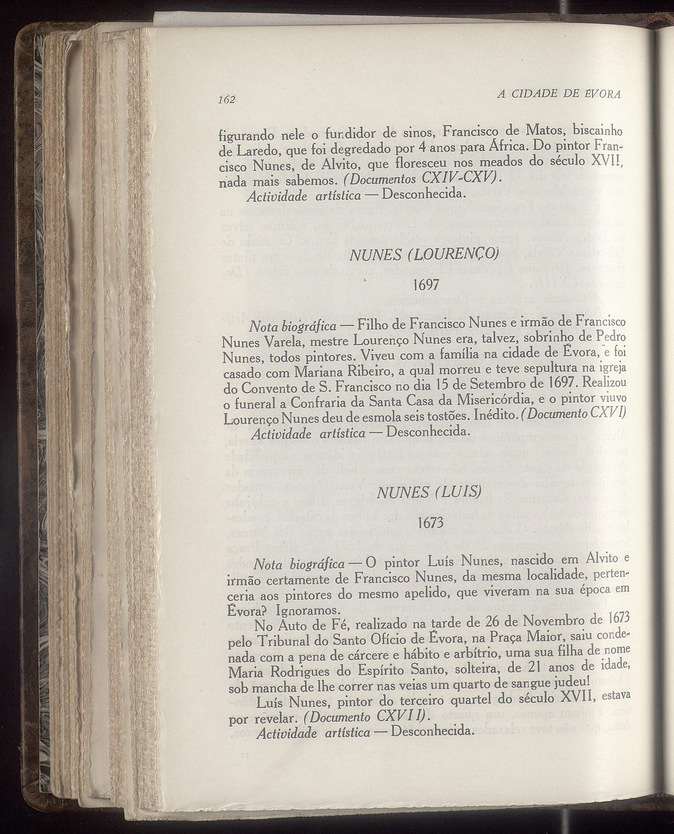 162
A CIDADE DE ÉVORA
figurando nele o fundidor de sinos, Francisco de Matos, biscainho
de Laredo, que foi degredado por 4 anos para África. Do pintor Fran-
cisco Nunes, de Alvito, que floresceu nos meados do século XVII,
nada mais sabemos. (Documentos CXIV-CXV).
Actividade artística — Desconhecida.
NUNES (LOURENÇO)
1697
Nota biográfica — Filho de Francisco Nunes e irmão de Francisco
Nunes Varela, mestre Lourenço Nunes era, talvez, sobrinho de Pedro
Nunes, todos pintores. Viveu com a família na cidade de Évora, e foi
casado com Mariana Ribeiro, a qual morreu e teve sepultura na igreja
do Convento de S. Francisco no dia 15 de Setembro de 1697. Realizou
o funeral a Confraria da Santa Casa da Misericórdia, e o pintor viuvo
Lourenço Nunes deu de esmola seis tostões. Inédito. (Documento CXVI)
Actividade artística — Desconhecida.
NUNES (LUIS)
1673
Nota biográfica — O pintor Luís Nunes, nascido em Alvito e
irmão certamente de Francisco Nunes, da mesma localidade, perten-
ceria aos pintores do mesmo apelido, que viveram na sua época em
Évora? Ignoramos.
No Auto de Fé, realizado na tarde de 26 de Novembro de 1673
pelo Tribunal do Santo Ofício de Évora, na Praça Maior, saiu conde-
nada com a pena de cárcere e hábito e arbítrio, uma sua filha de nome
Maria Rodrigues do Espírito Santo, solteira, de 21 anos de idade,
sob mancha de lhe correr nas veias um quarto de sangue judeu!
Luís Nunes, pintor do terceiro quartel do século XVII, estava
por revelar. (Documento CXVII).
Actividade artística — Desconhecida.